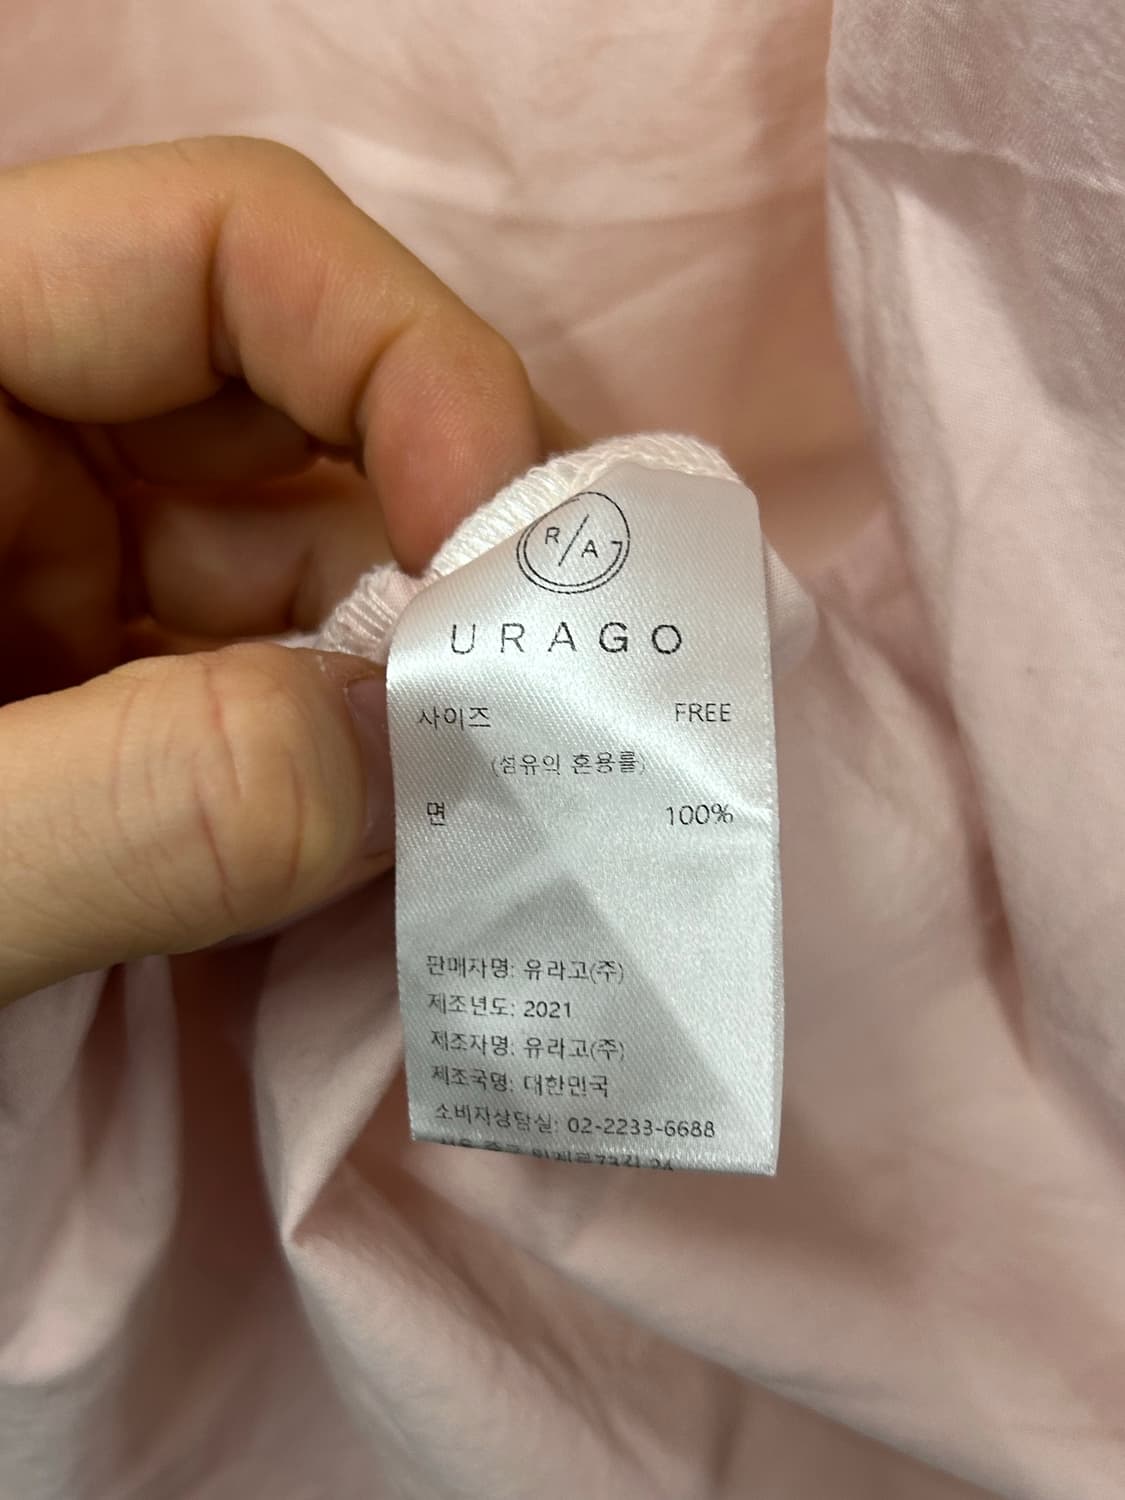 R/A
URAGO
사이즈 FREE
(섬유의 혼용률)
면 100%
판매자명: 유라고(주)
제조년도: 2021
제조자명: 유라고(주)
제조국명: 대한민국
소비자상담실: 02-2233-6688